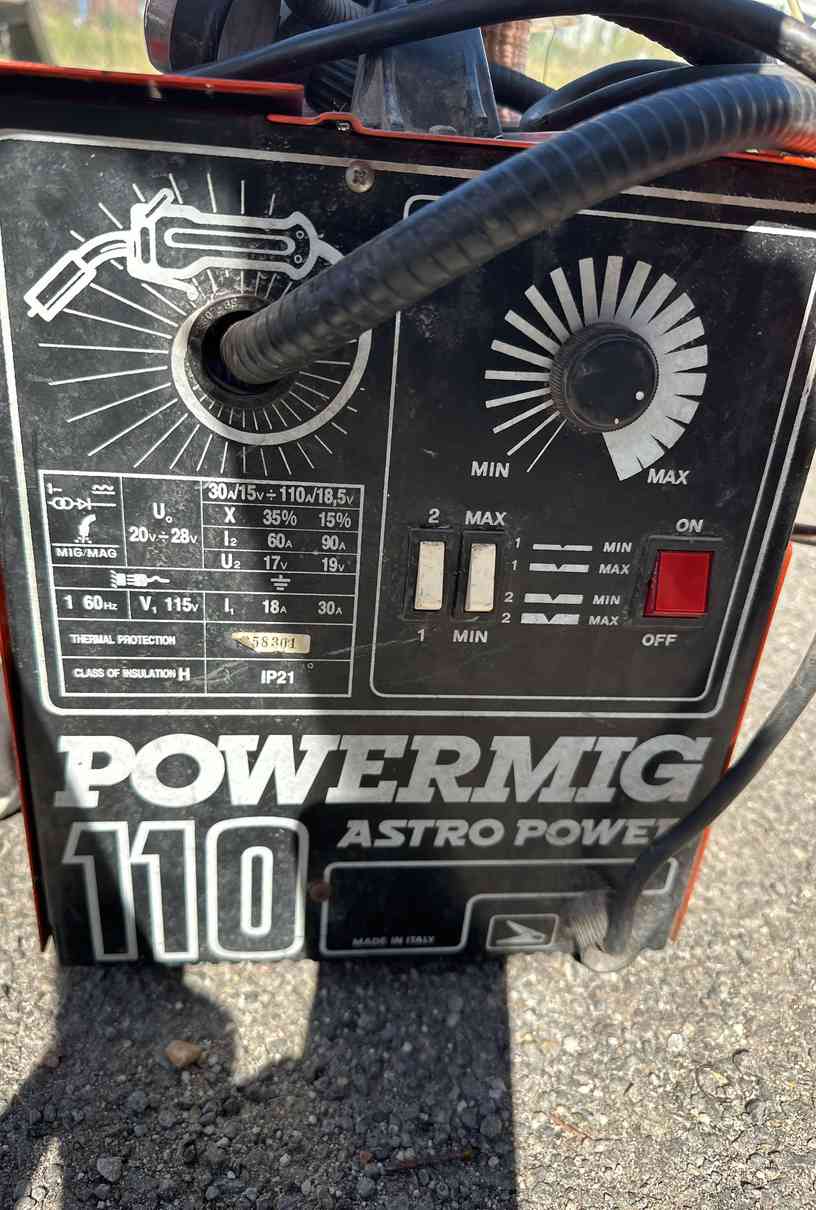 MIN
MAX
1~
MIG/MAG
U₀
20V÷28V
30A/15V÷110A/18,5V
X 35% 15%
I₂ 60A 90A
U₂ 17V 19V
1 60Hz V₁ 115V I₁ 18A 30A
THERMAL PROTECTION
58301
CLASS OF INSULATION H
IP21
2 MAX
1 MIN
1 MIN
1 MAX
2 MIN
2 MAX
ON
OFF
POWERMIG
110
ASTRO POWER
MADE IN ITALY